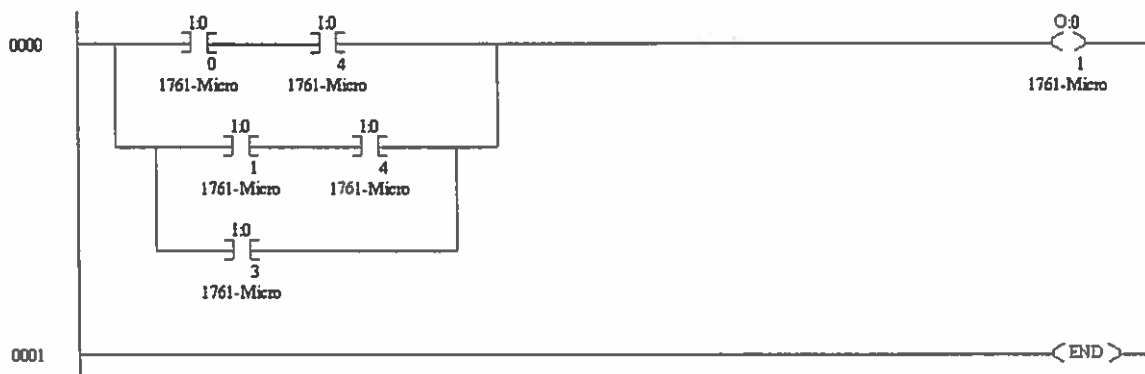 I:0 I:0 O:0
0000
0 4 1
1761-Micro 1761-Micro 1761-Micro
I:0 I:0
1 4
1761-Micro 1761-Micro
I:0
3
1761-Micro
0001 END